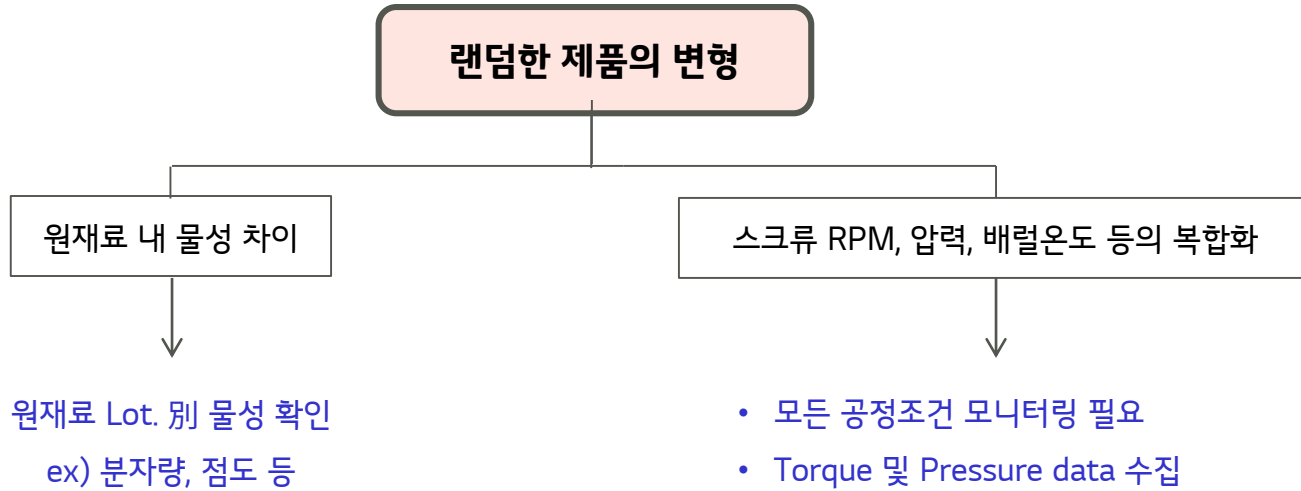 랜덤한 제품의 변형
원재료 내 물성 차이
스크류 RPM, 압력, 배럴온도 등의 복합화
원재료 Lot. 別 물성 확인
ex) 분자량, 점도 등
• 모든 공정조건 모니터링 필요
• Torque 및 Pressure data 수집